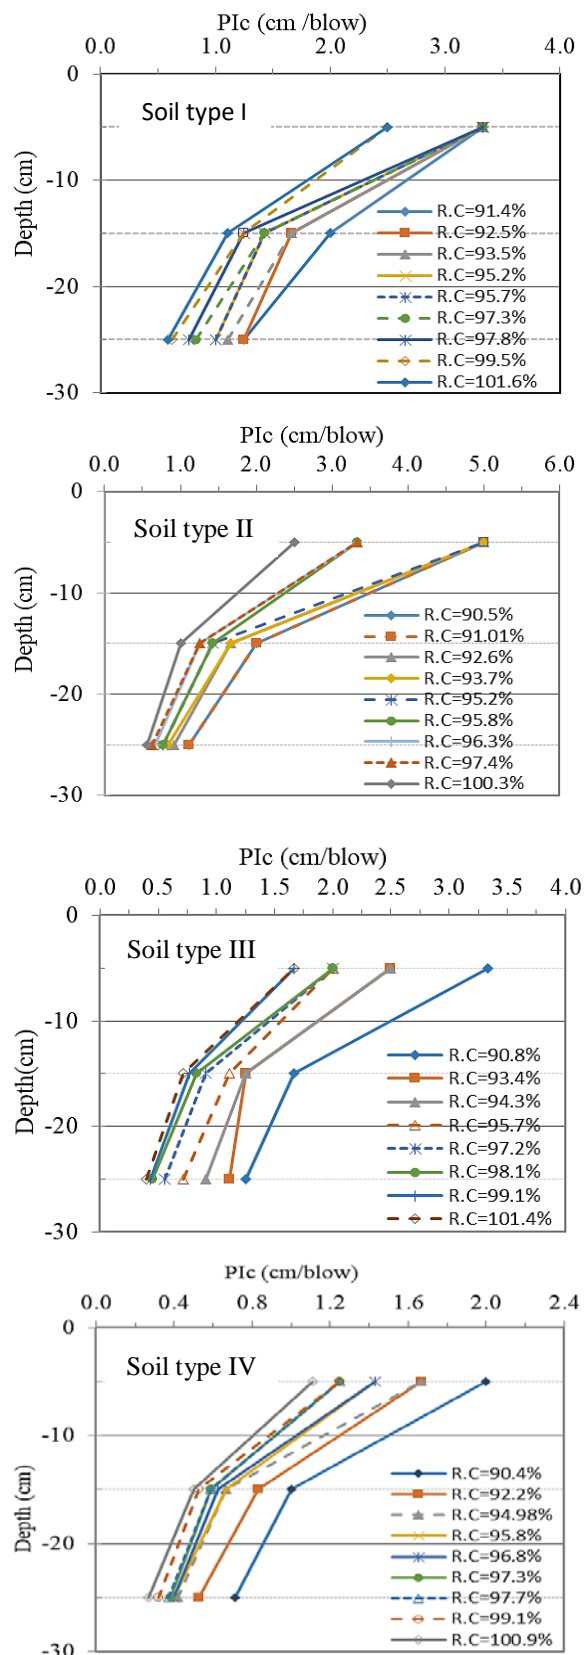 PIc (cm /blow)
0.0 1.0 2.0 3.0 4.0
0
Soil type I
-10
Depth (cm)
R.C=91.4%
R.C=92.5%
R.C=93.5%
R.C=95.2%
-20
R.C=95.7%
R.C=97.3%
R.C=97.8%
R.C=99.5%
R.C=101.6%
-30
PIc (cm/blow)
0.0 1.0 2.0 3.0 4.0 5.0 6.0
0
Soil type II
-10
Depth (cm)
R.C=90.5%
R.C=91.01%
R.C=92.6%
R.C=93.7%
-20
R.C=95.2%
R.C=95.8%
R.C=96.3%
R.C=97.4%
R.C=100.3%
-30
PIc (cm/blow)
0.0 0.5 1.0 1.5 2.0 2.5 3.0 3.5 4.0
0
Soil type III
-10
Depth(cm)
R.C=90.8%
R.C=93.4%
R.C=94.3%
-20
R.C=95.7%
R.C=97.2%
R.C=98.1%
R.C=99.1%
R.C=101.4%
-30
PIc (cm/blow)
0.0 0.4 0.8 1.2 1.6 2.0 2.4
0
Soil type IV
-10
Depth (cm)
R.C=90.4%
R.C=92.2%
R.C=94.98%
-20
R.C=95.8%
R.C=96.8%
R.C=97.3%
R.C=97.7%
R.C=99.1%
R.C=100.9%
-30